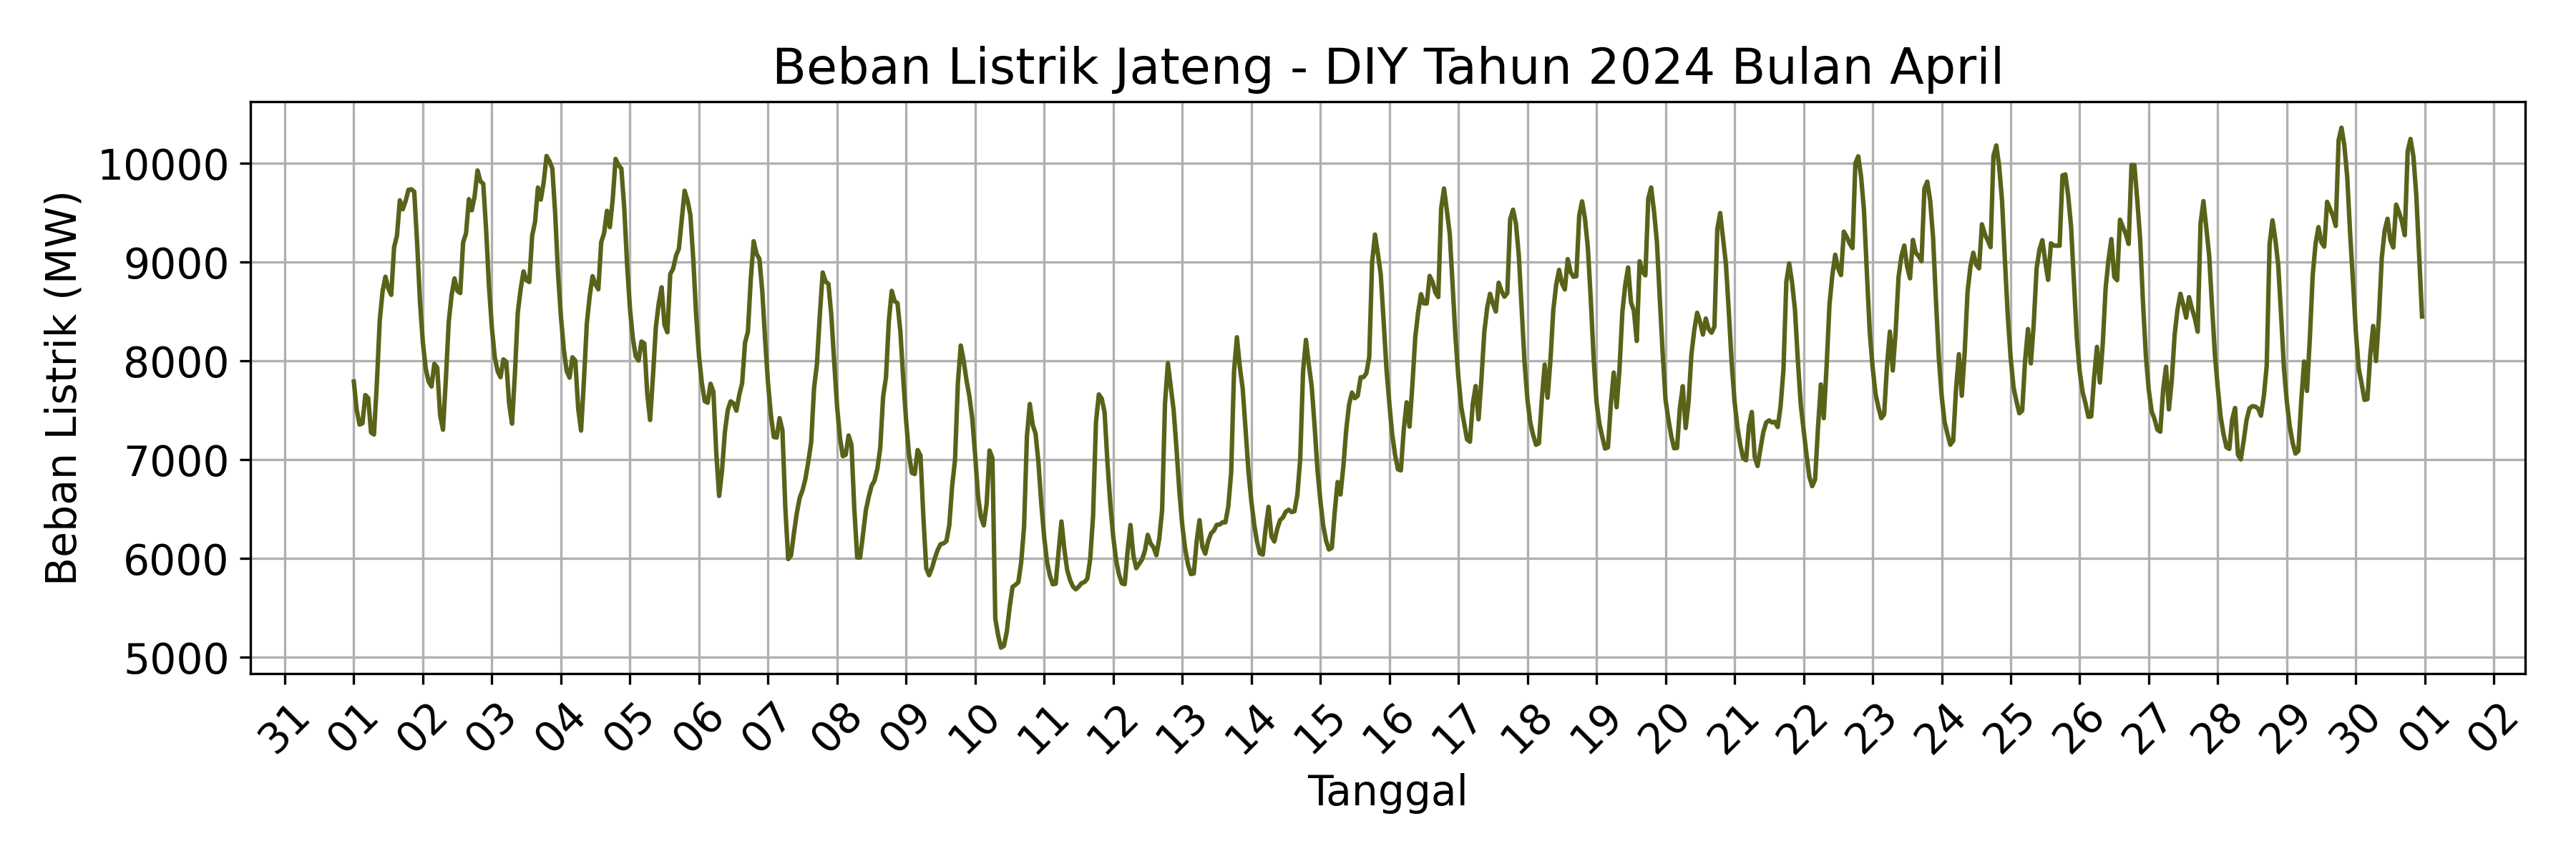 Beban Listrik Jateng - DIY Tahun 2024 Bulan April
Beban Listrik (MW)
10000
9000
8000
7000
6000
5000
31 01 02 03 04 05 06 07 08 09 10 11 12 13 14 15 16 17 18 19 20 21 22 23 24 25 26 27 28 29 30 01 02
Tanggal